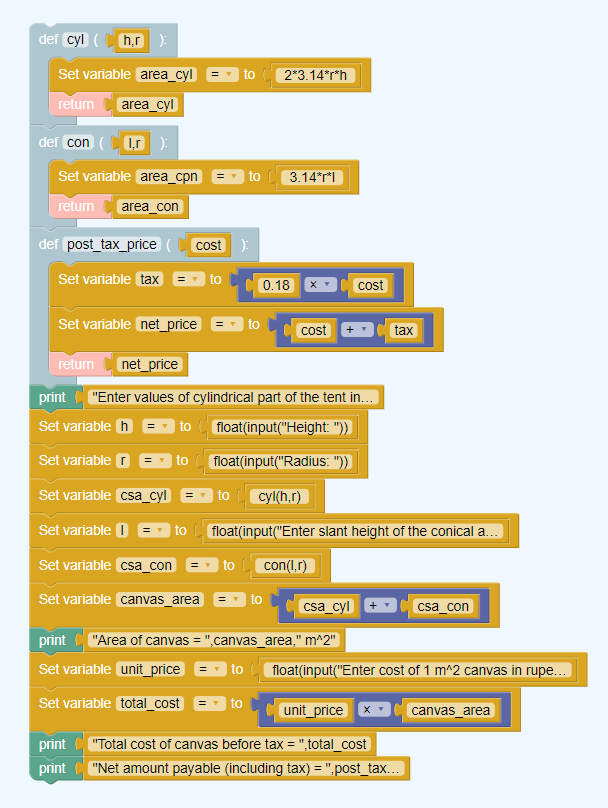 def cyl ( h,r ):
Set variable area_cyl = to 2*3.14*r*h
return area_cyl
def con ( l,r ):
Set variable area_cpn = to 3.14*r*l
return area_con
def post_tax_price ( cost ):
Set variable tax = to 0.18 × cost
Set variable net_price = to cost + tax
return net_price
print "Enter values of cylindrical part of the tent in…
Set variable h = to float(input("Height: "))
Set variable r = to float(input("Radius: "))
Set variable csa_cyl = to cyl(h,r)
Set variable l = to float(input("Enter slant height of the conical a…
Set variable csa_con = to con(l,r)
Set variable canvas_area = to csa_cyl + csa_con
print "Area of canvas = ",canvas_area," m^2"
Set variable unit_price = to float(input("Enter cost of 1 m^2 canvas in rupe…
Set variable total_cost = to unit_price × canvas_area
print "Total cost of canvas before tax = ",total_cost
print "Net amount payable (including tax) = ",post_tax…